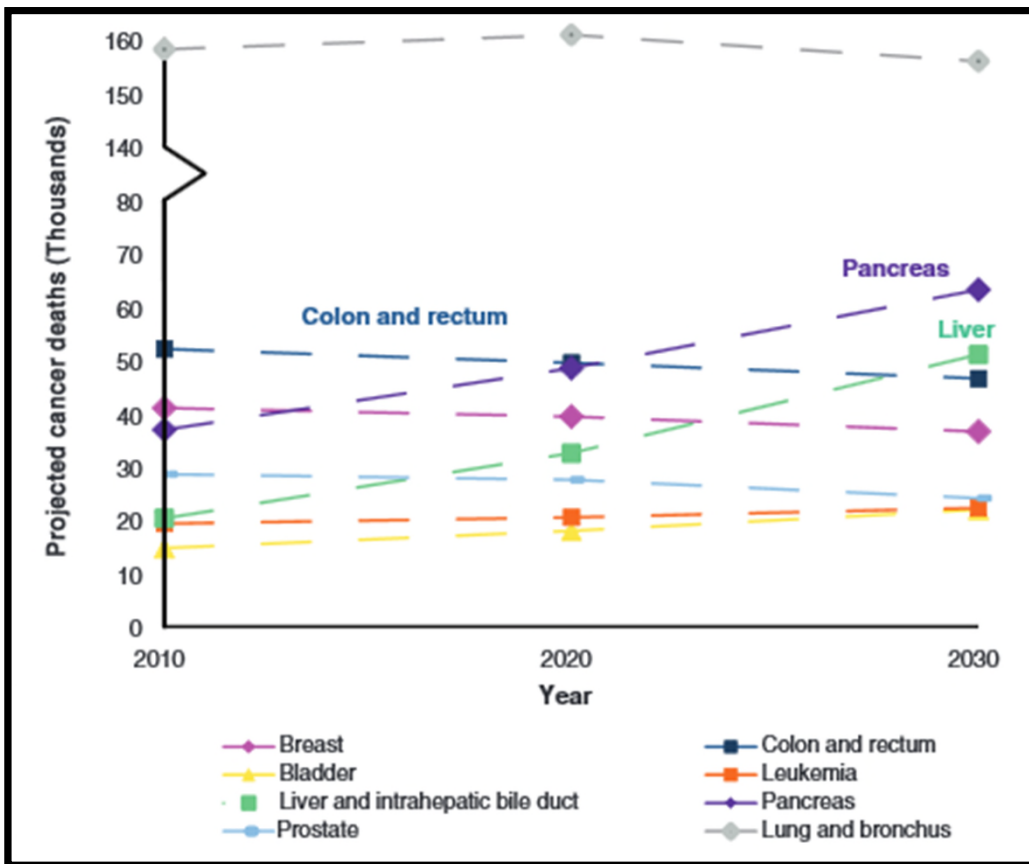 160
150
140
80
70
60
50
40
30
20
10
0
Projected cancer deaths (Thousands)
Pancreas
Colon and rectum
Liver
2010 2020 2030
Year
Breast Colon and rectum
Bladder Leukemia
Liver and intrahepatic bile duct Pancreas
Prostate Lung and bronchus